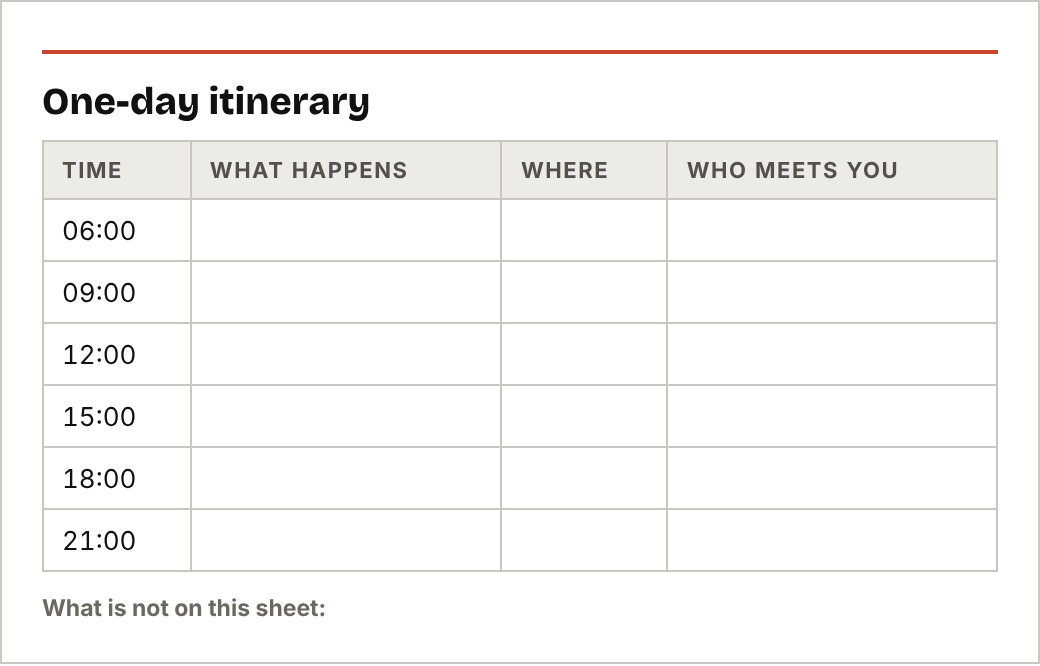 One-day itinerary
TIME WHAT HAPPENS WHERE WHO MEETS YOU
06:00
09:00
12:00
15:00
18:00
21:00
What is not on this sheet: